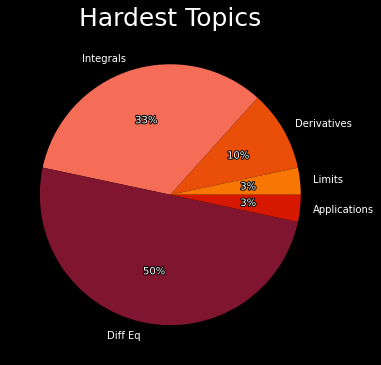 Hardest Topics
Integrals
33%
Derivatives
10%
Limits
3%
3%
Applications
50%
Diff Eq